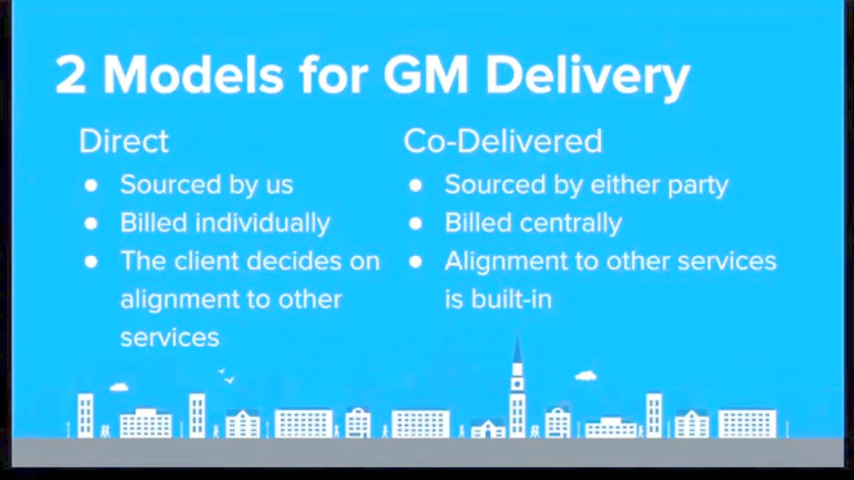 2 Models for GM Delivery
Direct
● Sourced by us
● Billed individually
● The client decides on
alignment to other
services
Co-Delivered
● Sourced by either party
● Billed centrally
● Alignment to other services
is built-in